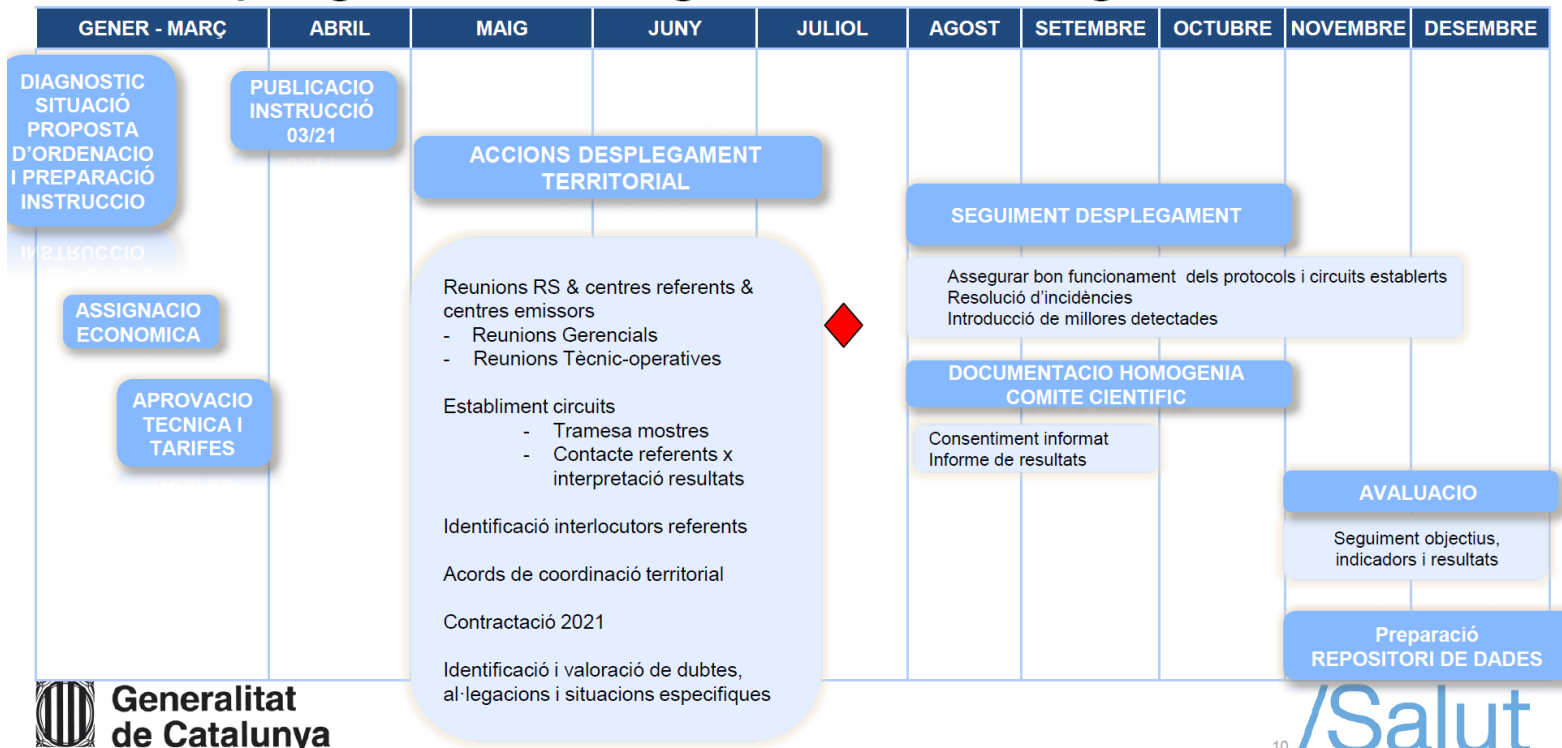 GENER - MARÇ ABRIL MAIG JUNY JULIOL AGOST SETEMBRE OCTUBRE NOVEMBRE DESEMBRE
DIAGNOSTIC
SITUACIÓ
PROPOSTA
D'ORDENACIO
I PREPARACIÓ
INSTRUCCIO
PUBLICACIO
INSTRUCCIÓ
03/21
ASSIGNACIO
ECONOMICA
APROVACIO
TECNICA I
TARIFES
ACCIONS DESPLEGAMENT
TERRITORIAL
Reunions RS & centres referents &
centres emissors
- Reunions Gerencials
- Reunions Tècnic-operatives
Establiment circuits
- Tramesa mostres
- Contacte referents x
interpretació resultats
Identificació interlocutors referents
Acords de coordinació territorial
Contractació 2021
Identificació i valoració de dubtes,
al·legacions i situacions especifiques
SEGUIMENT DESPLEGAMENT
Assegurar bon funcionament dels protocols i circuits establerts
Resolució d'incidències
Introducció de millores detectades
DOCUMENTACIO HOMOGENIA
COMITE CIENTIFIC
Consentiment informat
Informe de resultats
AVALUACIO
Seguiment objectius,
indicadors i resultats
Preparació
REPOSITORI DE DADES
Generalitat
de Catalunya
10
/Salut